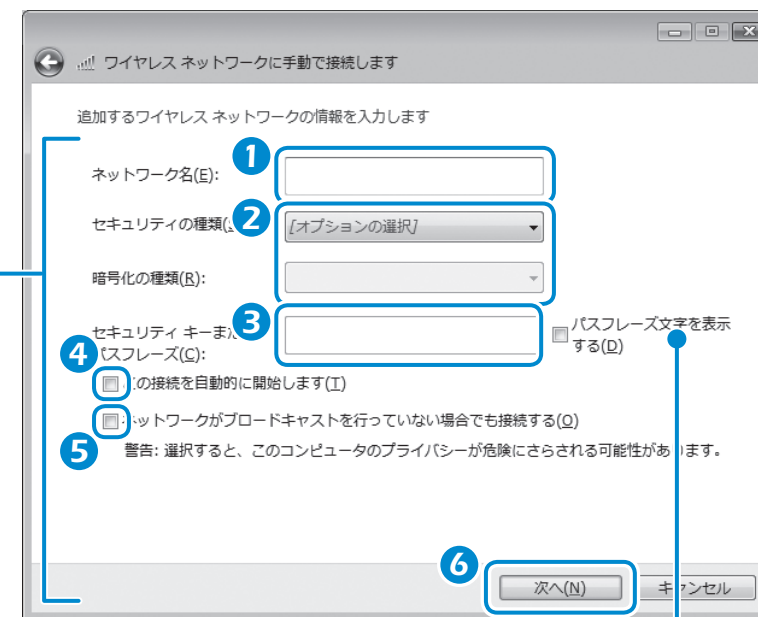 ワイヤレス ネットワークに手動で接続します
追加するワイヤレス ネットワークの情報を入力します
1
ネットワーク名(E):
2
セキュリティの種類(
[オプションの選択]
暗号化の種類(R):
3
セキュリティ キーまた
パスフレーズ(C):
パスフレーズ文字を表示
する(D)
4
この接続を自動的に開始します(T)
ネットワークがブロードキャストを行っていない場合でも接続する(O)
5
警告: 選択すると、このコンピュータのプライバシーが危険にさらされる可能性があります。
6
次へ(N)
キャンセル